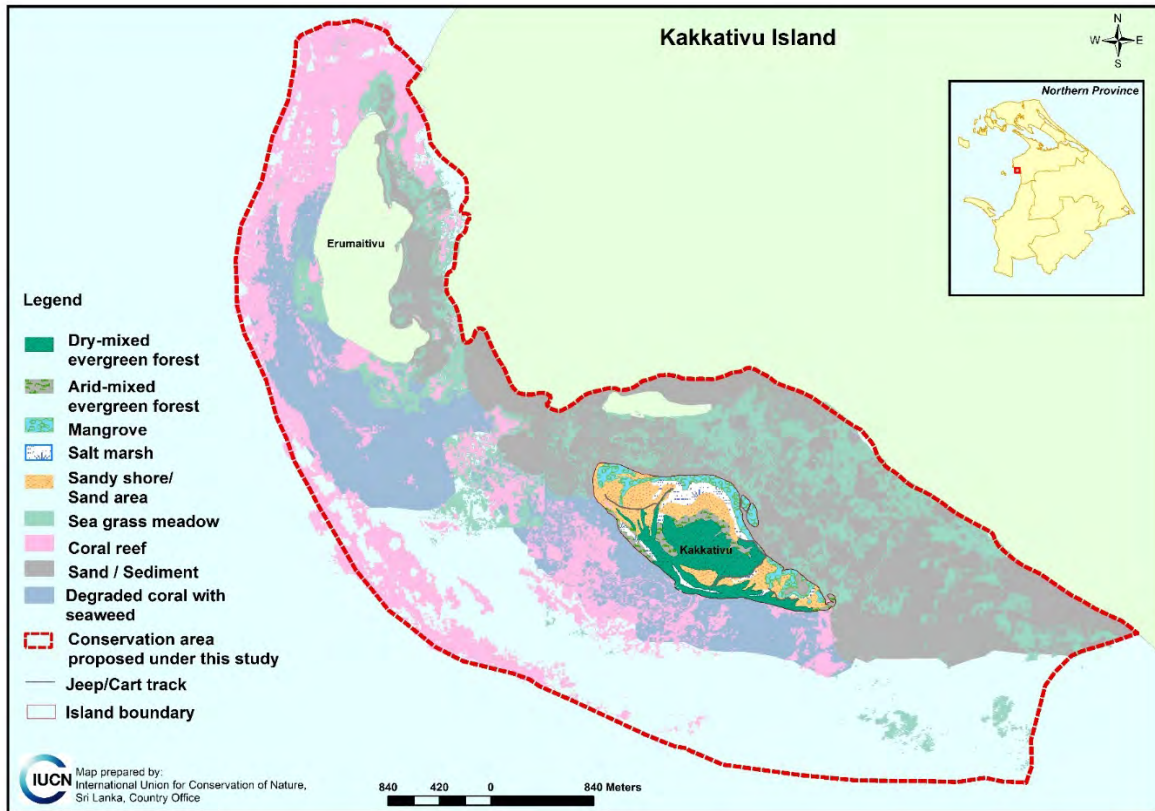 Kakkativu Island
N
W E
S
Northern Province
Erumaitivu
Kakkativu
Legend
Dry-mixed
evergreen forest
Arid-mixed
evergreen forest
Mangrove
Salt marsh
Sandy shore/
Sand area
Sea grass meadow
Coral reef
Sand / Sediment
Degraded coral with
seaweed
Conservation area
proposed under this study
Jeep/Cart track
Island boundary
IUCN
Map prepared by:
International Union for Conservation of Nature,
Sri Lanka, Country Office
840 420 0 840 Meters